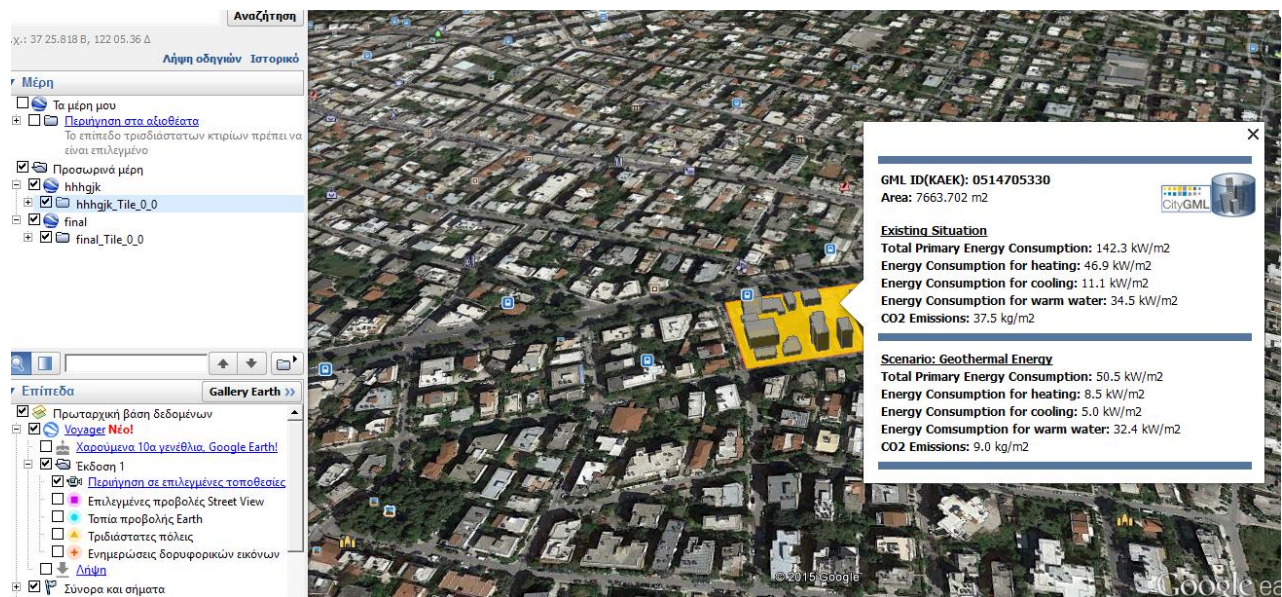 Αναζήτηση
.χ.: 37 25.818 Β, 122 05.36 Δ
Λήψη οδηγιών Ιστορικό
Μέρη
Τα μέρη μου
Περιήγηση στα αξιοθέατα
Το επίπεδο τρισδιάστατων κτιρίων πρέπει να
είναι επιλεγμένο
Προσωρινά μέρη
hhhgjk
hhhgjk_Tile_0_0
final
final_Tile_0_0
Επίπεδα
Gallery Earth >>
Πρωταρχική βάση δεδομένων
Voyager Νέο!
Χαρούμενα 10α γενέθλια, Google Earth!
Έκδοση 1
Περιήγηση σε επιλεγμένες τοποθεσίες
Επιλεγμένες προβολές Street View
Τοπία προβολής Earth
Τριδιάστατες πόλεις
Ενημερώσεις δορυφορικών εικόνων
Λήψη
Σύνορα και σήματα
GML ID(KAEK): 0514705330
Area: 7663.702 m2
CityGML
Existing Situation
Total Primary Energy Consumption: 142.3 kW/m2
Energy Consumption for heating: 46.9 kW/m2
Energy Consumption for cooling: 11.1 kW/m2
Energy Consumption for warm water: 34.5 kW/m2
CO2 Emissions: 37.5 kg/m2
Scenario: Geothermal Energy
Total Primary Energy Consumption: 50.5 kW/m2
Energy Consumption for heating: 8.5 kW/m2
Energy Consumption for cooling: 5.0 kW/m2
Energy Comsumption for warm water: 32.4 kW/m2
CO2 Emissions: 9.0 kg/m2
© 2015 Google
Google ea